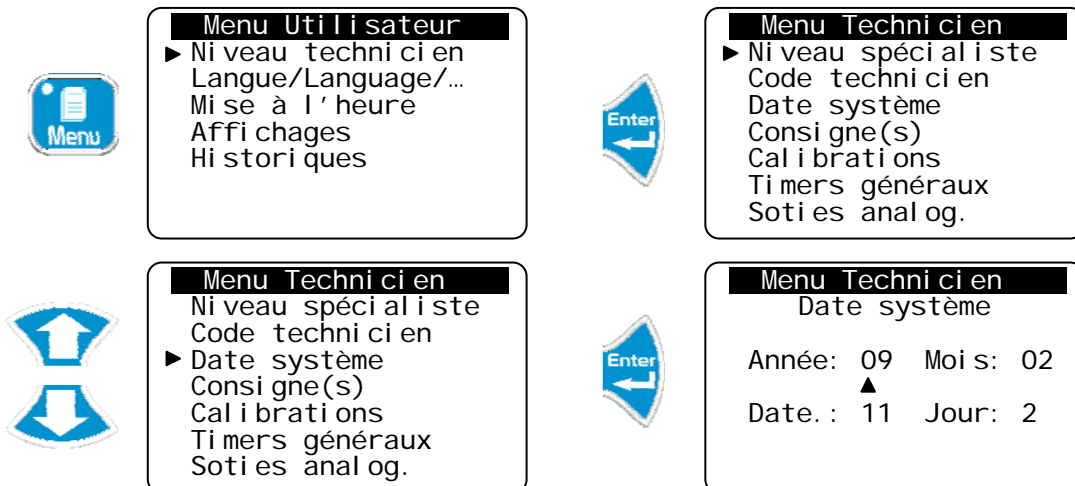 Menu
Menu Utilisateur
Niveau technicien
Langue/Language/…
Mise à l'heure
Affichages
Historiques
Enter
Menu Technicien
Niveau spécialiste
Code technicien
Date système
Consigne(s)
Calibrations
Timers généraux
Soties analog.
Menu Technicien
Niveau spécialiste
Code technicien
Date système
Consigne(s)
Calibrations
Timers généraux
Soties analog.
Enter
Menu Technicien
Date système
Année: 09 Mois: 02
Date.: 11 Jour: 2